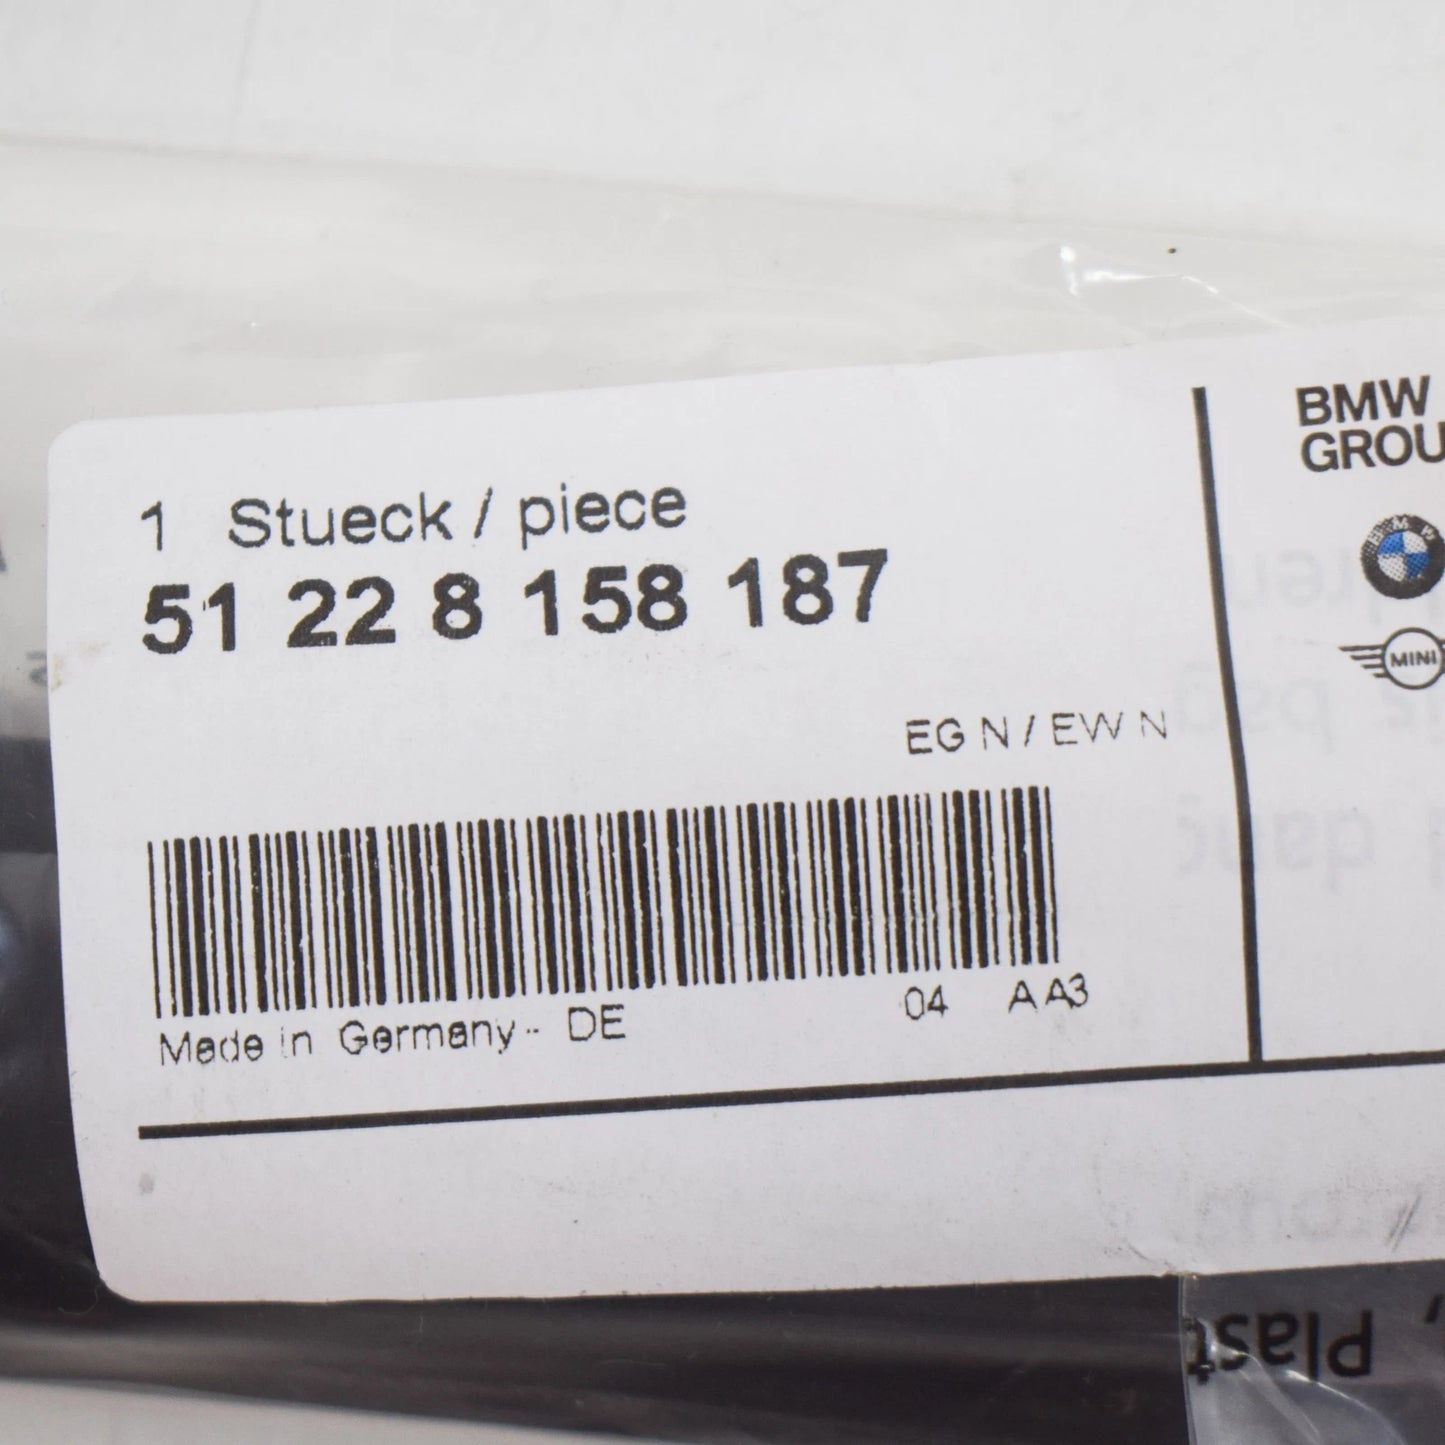 1 Stueck / piece
51 22 8 158 187
EG N / EW N
Made in Germany - DE 04 AA3
BMW
GROU
MINI
Plast